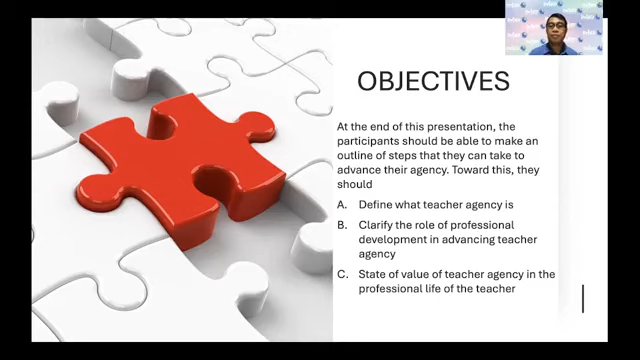 OBJECTIVES
At the end of this presentation, the
participants should be able to make an
outline of steps that they can take to
advance their agency. Toward this, they
should
A. Define what teacher agency is
B. Clarify the role of professional
development in advancing teacher
agency
C. State of value of teacher agency in the
professional life of the teacher